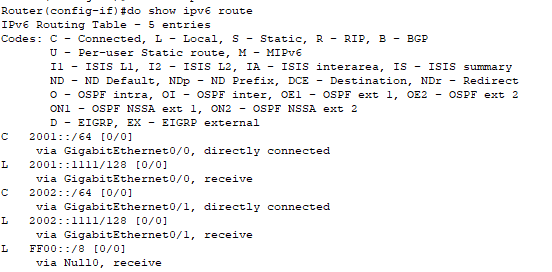 Router(config-if)#do show ipv6 route
IPv6 Routing Table - 5 entries
Codes: C - Connected, L - Local, S - Static, R - RIP, B - BGP
U - Per-user Static route, M - MIPv6
I1 - ISIS L1, I2 - ISIS L2, IA - ISIS interarea, IS - ISIS summary
ND - ND Default, NDp - ND Prefix, DCE - Destination, NDr - Redirect
O - OSPF intra, OI - OSPF inter, OE1 - OSPF ext 1, OE2 - OSPF ext 2
ON1 - OSPF NSSA ext 1, ON2 - OSPF NSSA ext 2
D - EIGRP, EX - EIGRP external
C 2001::/64 [0/0]
via GigabitEthernet0/0, directly connected
L 2001::1111/128 [0/0]
via GigabitEthernet0/0, receive
C 2002::/64 [0/0]
via GigabitEthernet0/1, directly connected
L 2002::1111/128 [0/0]
via GigabitEthernet0/1, receive
L FF00::/8 [0/0]
via Null0, receive